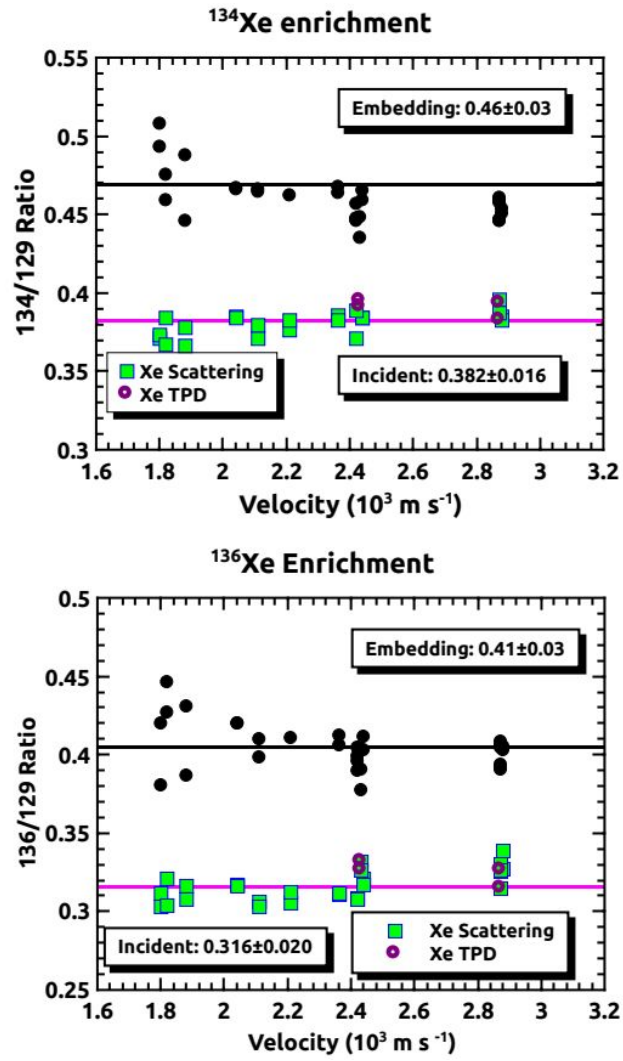 ¹³⁴Xe enrichment
0.55
0.5
0.45
0.4
0.35
0.3
134/129 Ratio
Embedding: 0.46±0.03
Incident: 0.382±0.016
Xe Scattering
Xe TPD
1.6 1.8 2 2.2 2.4 2.6 2.8 3 3.2
Velocity (10³ m s⁻¹)
¹³⁶Xe Enrichment
0.5
0.45
0.4
0.35
0.3
0.25
136/129 Ratio
Embedding: 0.41±0.03
Incident: 0.316±0.020
Xe Scattering
Xe TPD
1.6 1.8 2 2.2 2.4 2.6 2.8 3 3.2
Velocity (10³ m s ⁻¹)